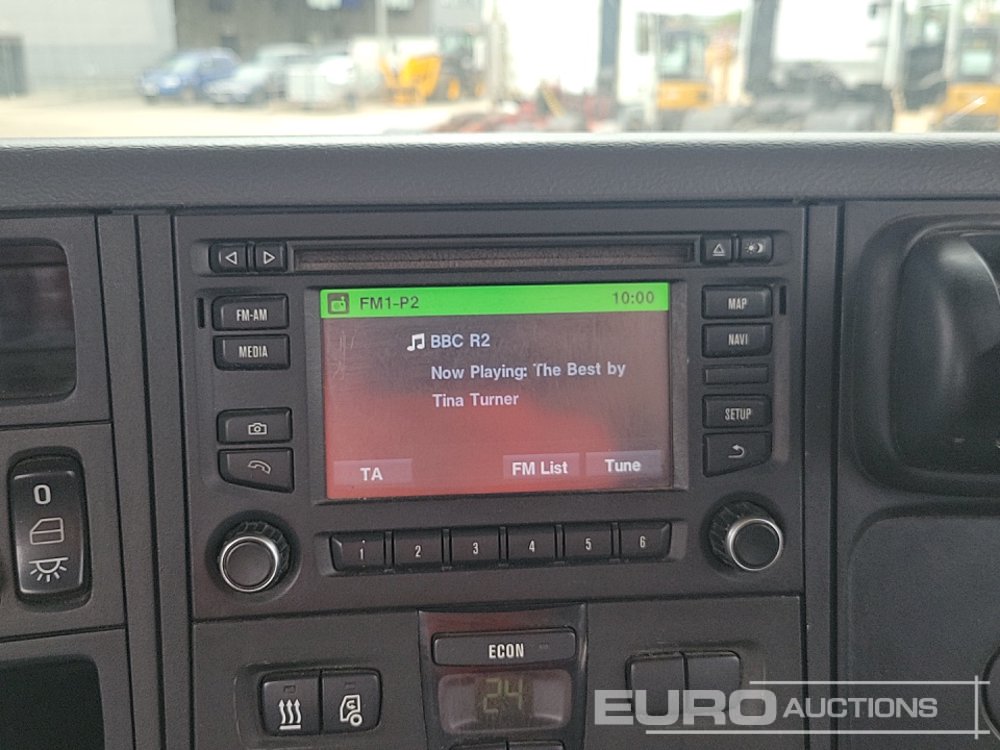 FM1-P2 10:00
BBC R2
Now Playing: The Best by
Tina Turner
TA FM List Tune
FM-AM
MEDIA
MAP
NAVI
SETUP
0
1 2 3 4 5 6
ECON
24
EURO AUCTIONS